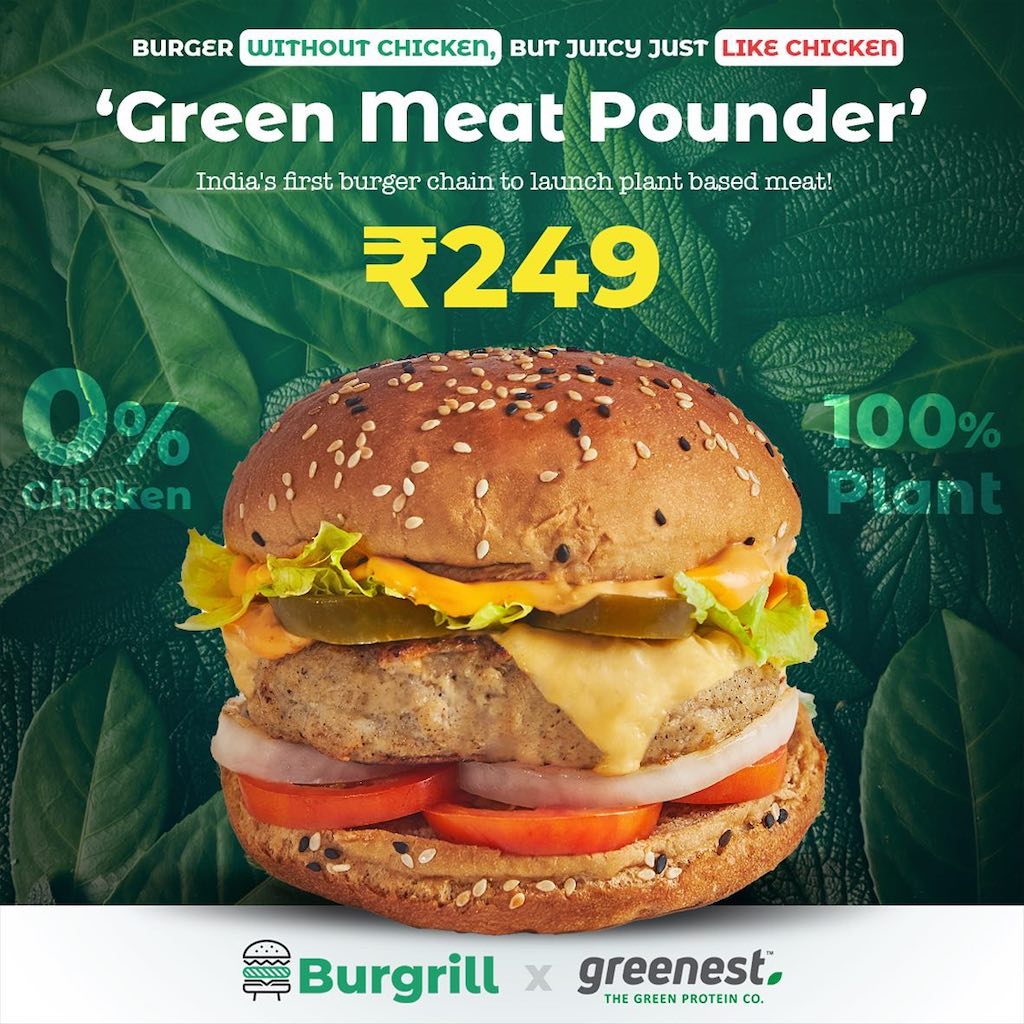 BURGER WITHOUT CHICKEN, BUT JUICY JUST LIKE CHICKEN
‘Green Meat Pounder’
India's first burger chain to launch plant based meat!
₹249
0%
Chicken
100%
Plant
Burgrill x greenest™
THE GREEN PROTEIN CO.